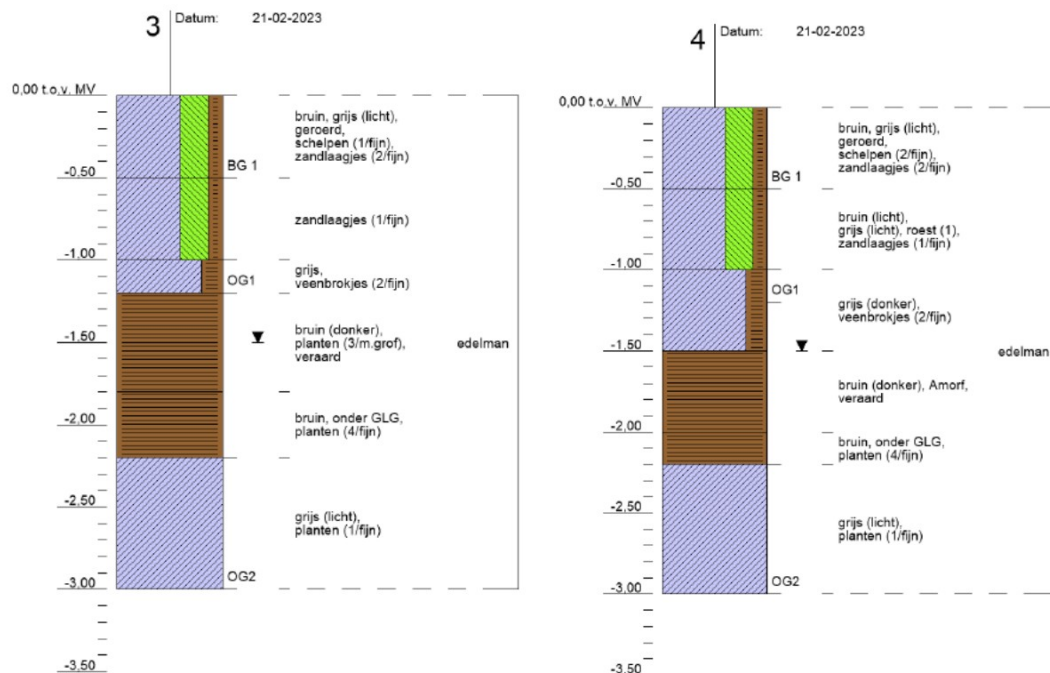 3 Datum: 21-02-2023
0,00 t.o.v. MV
bruin, grijs (licht),
geroerd,
schelpen (1/fijn),
zandlaagjes (2/fijn)
BG 1
-0,50
zandlaagjes (1/fijn)
-1,00
OG1
grijs,
veenbrokjes (2/fijn)
bruin (donker),
planten (3/m.grof),
veraard
-1,50
edelman
bruin, onder GLG,
planten (4/fijn)
-2,00
-2,50
grijs (licht),
planten (1/fijn)
OG2
-3,00
-3,50
4 Datum: 21-02-2023
0,00 t.o.v. MV
bruin, grijs (licht),
geroerd,
schelpen (2/fijn),
zandlaagjes (2/fijn)
BG 1
-0,50
bruin (licht),
grijs (licht), roest (1),
zandlaagjes (1/fijn)
-1,00
OG1
grijs (donker),
veenbrokjes (2/fijn)
-1,50
edelman
bruin (donker), Amorf,
veraard
-2,00
bruin, onder GLG,
planten (4/fijn)
-2,50
grijs (licht),
planten (1/fijn)
OG2
-3,00
-3,50